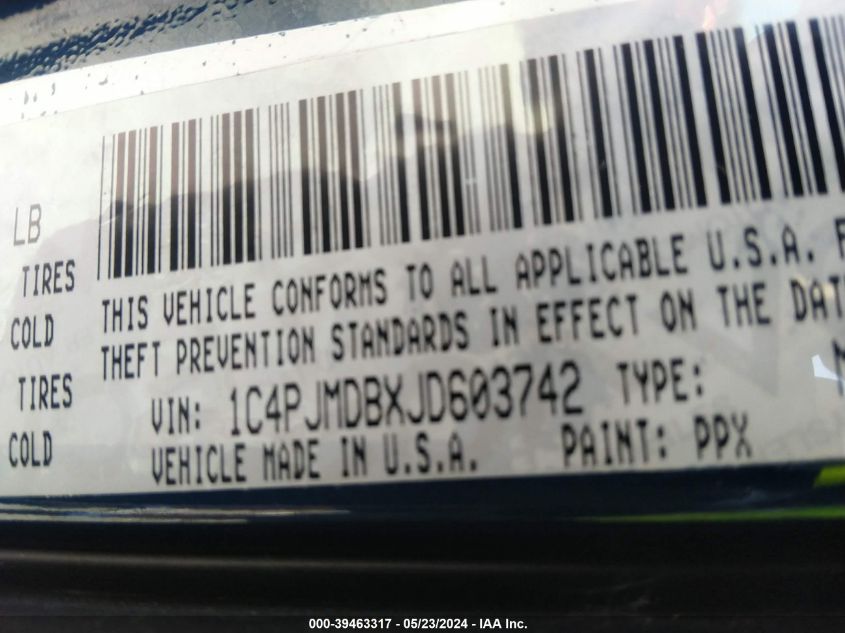 LB
TIRES
COLD
TIRES
COLD
THIS VEHICLE CONFORMS TO ALL APPLICABLE U.S.A. F
THEFT PREVENTION STANDARDS IN EFFECT ON THE DAT
VIN: 1C4PJMDBXJD603742 TYPE: M
VEHICLE MADE IN U.S.A. PAINT: PPX
000-39463317 - 05/23/2024 - IAA Inc.